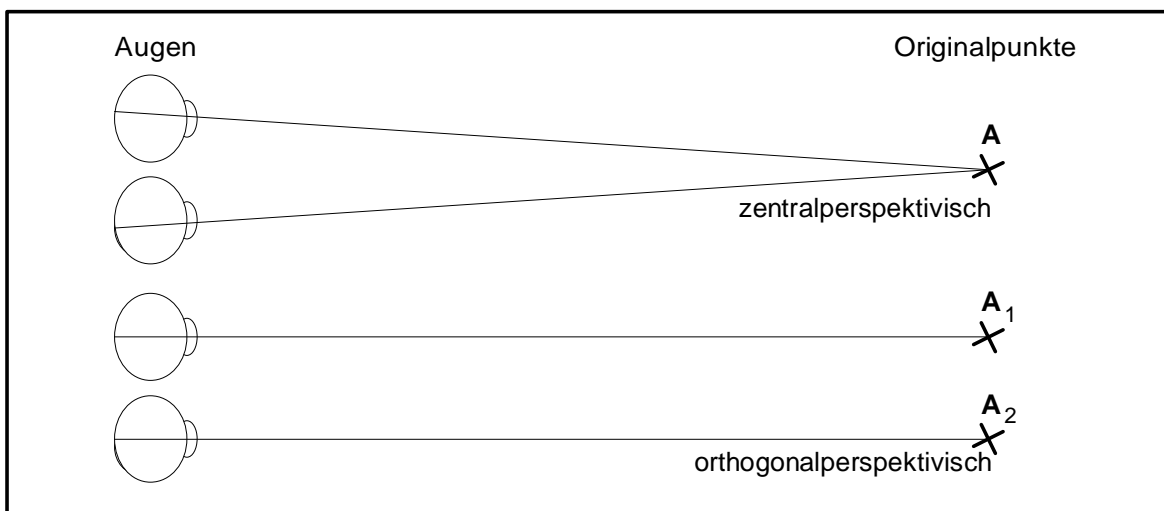 Augen Originalpunkte
A
zentralperspektivisch
A1
A2
orthogonalperspektivisch